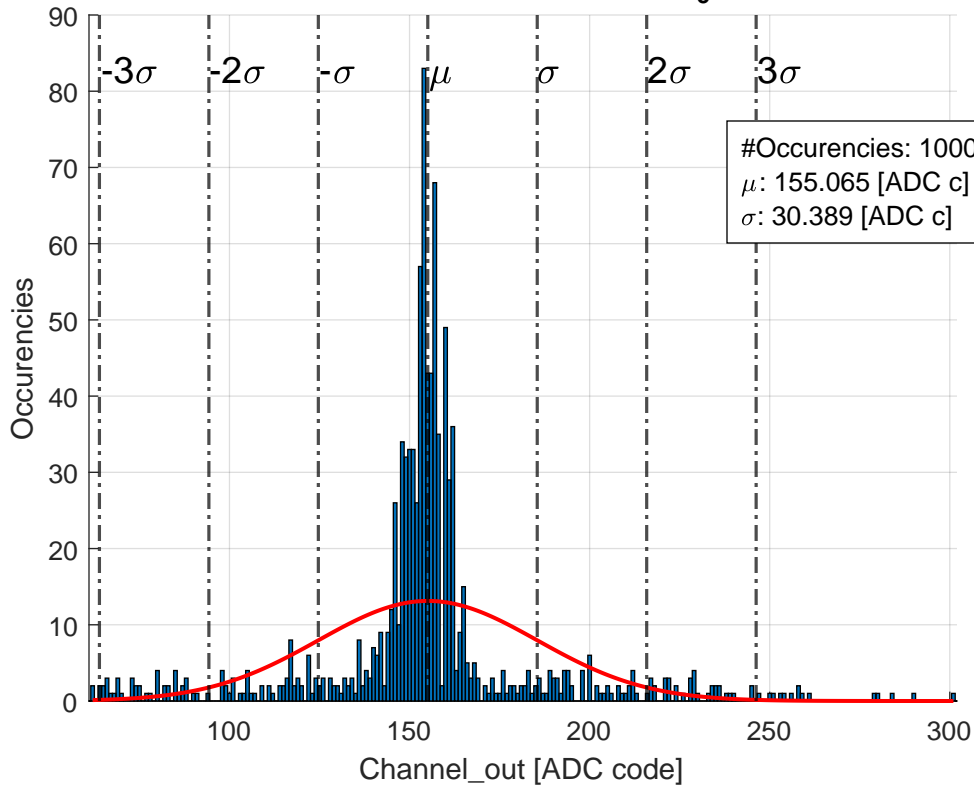 90
-3σ
-2σ
-σ
μ
σ
2σ
3σ
80
#Occurencies: 1000
μ: 155.065 [ADC c]
σ: 30.389 [ADC c]
70
60
50
40
30
20
10
0
Occurencies
100
150
200
250
300
Channel_out [ADC code]